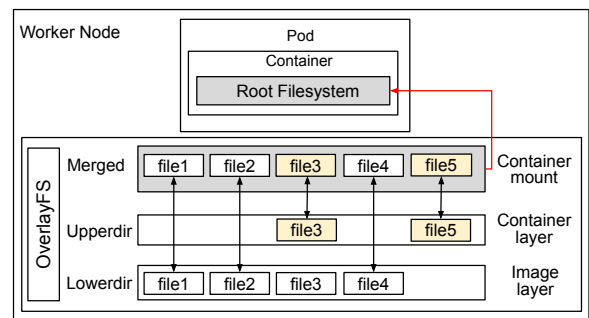 Worker Node
Pod
Container
Root Filesystem
OverlayFS
Merged
file1 file2 file3 file4 file5
Container
mount
Upperdir
file3 file5
Container
layer
Lowerdir
file1 file2 file3 file4
Image
layer